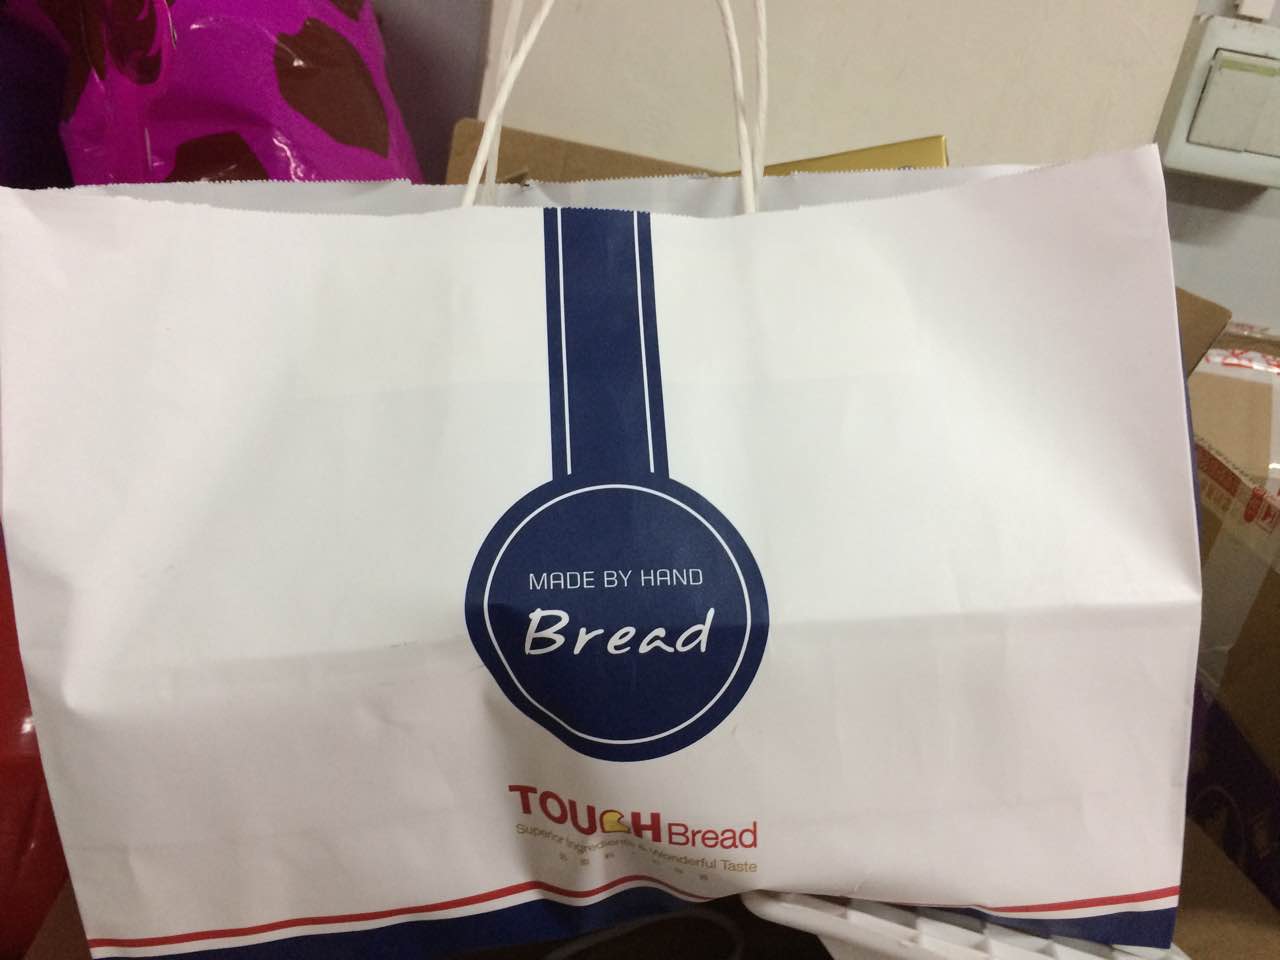 MADE BY HAND
Bread
TOUCH Bread
Superior Ingredients & Wonderful Taste